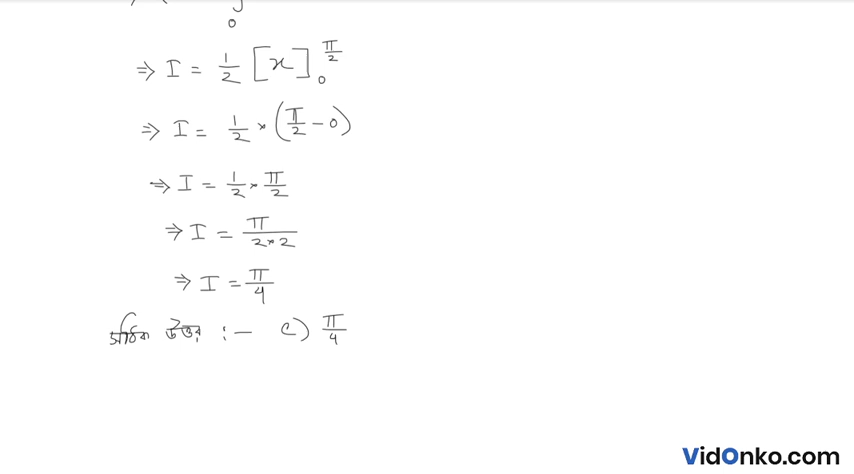 0
⇒ I = 1/2 [x]₀^(π/2)
⇒ I = 1/2 × (π/2 − 0)
⇒ I = 1/2 × π/2
⇒ I = π/(2×2)
⇒ I = π/4
সঠিক উত্তর :− c) π/4
VidOnko.com